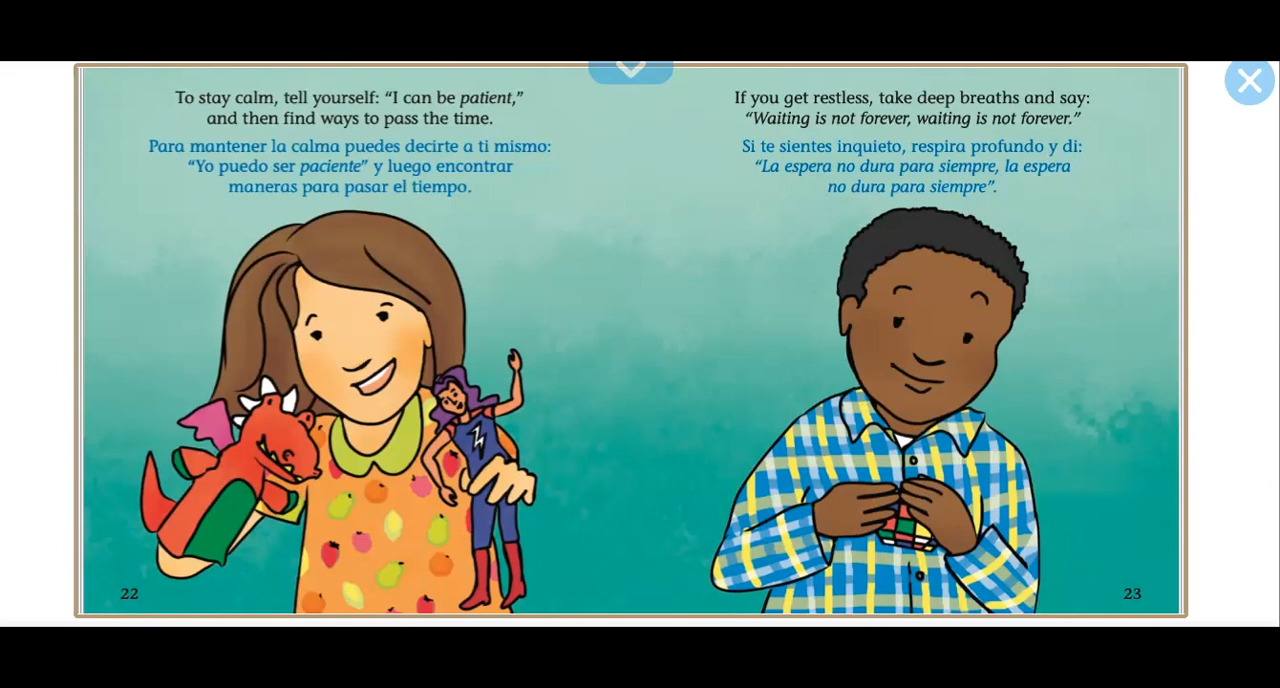 To stay calm, tell yourself: “I can be patient,”
and then find ways to pass the time.
Para mantener la calma puedes decirte a ti mismo:
“Yo puedo ser paciente” y luego encontrar
maneras para pasar el tiempo.
22
If you get restless, take deep breaths and say:
“Waiting is not forever, waiting is not forever.”
Si te sientes inquieto, respira profundo y di:
“La espera no dura para siempre, la espera
no dura para siempre”.
23